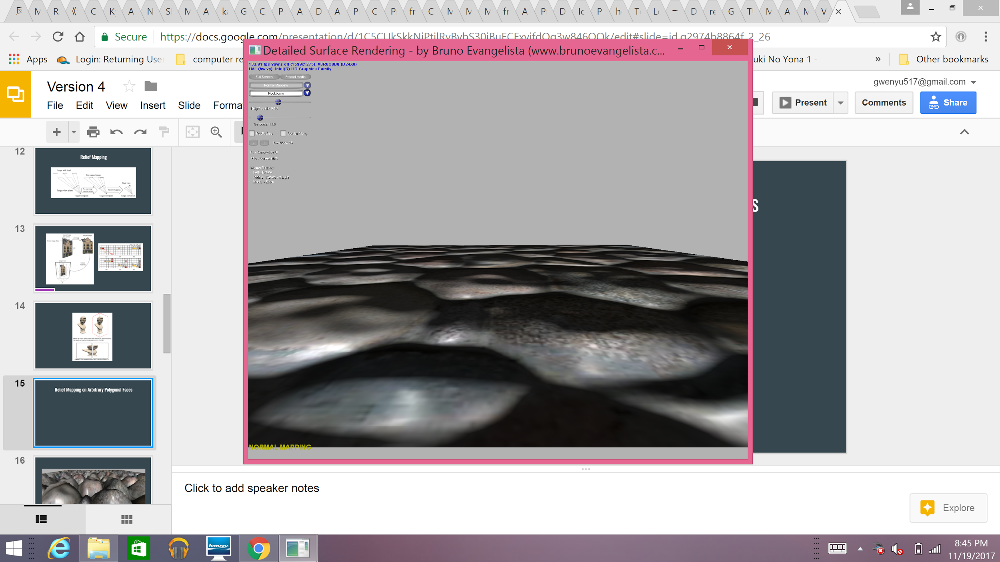 M R C K A N S M A k G C P A D A P C P fr C M M M fr A P D Ic P h T L D re G T M A M V
Secure
https://docs.google.com/presentation/d/
/edit#slide=id.g2974b8864f_2_26
Apps
Login: Returning User
computer re
uki No Yona 1 -
»
Other bookmarks
Detailed Surface Rendering - by Bruno Evangelista (www.brunoevangelista.c...
133.91 fps Vsync off (1599x1275), X8R8G8B8 (D24X8)
HAL (hw vp): Intel(R) HD Graphics Family
Full Screen
Reload Media
Normal Mapping
Rockbump
Height scale: 0.10
Tile scale: 1.00
Depth Bias
Border Clamp
-
+
Iterations: 16
F1 - Show/Hide UI
F10 - Screenshot
Mouse Buttons:
Left - Rotate
Middle - Rotate w/ Light
Middle - Zoom
NORMAL MAPPING
Version 4
gwenyu517@gmail.com
File Edit View Insert Slide Forma
Present
Comments
Share
12
Relief Mapping
Image with depth
Pre-warped image
Final view
Target view plane
Texture mapping
Target viewpoint
Target viewpoint
Target viewpoint
13
14
15
Relief Mapping on Arbitrary Polygonal Faces
16
s
Click to add speaker notes
Explore
lenovo
8:45 PM
11/19/2017